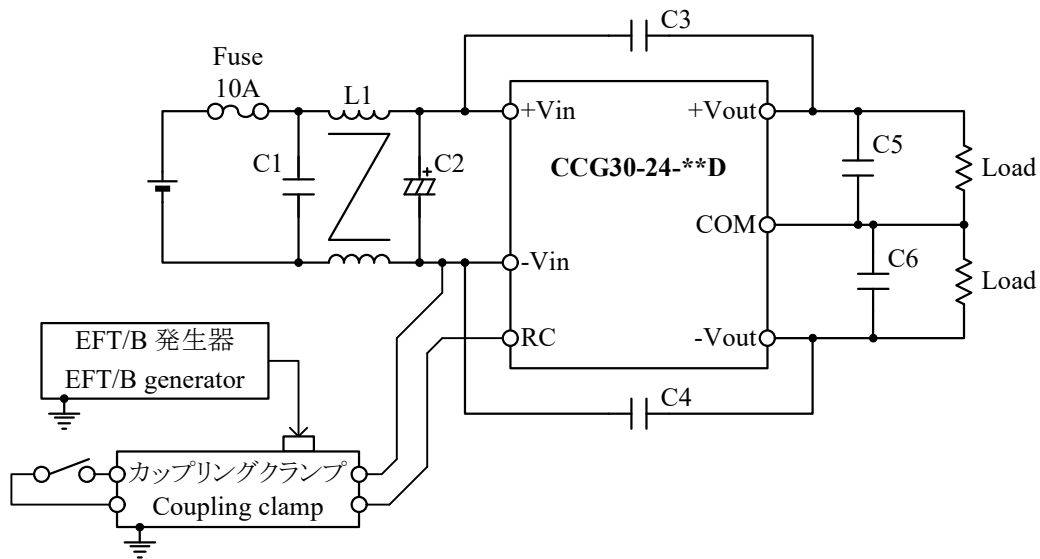 C3
Fuse
10A
L1
+Vin
+Vout
C1
C2
+
CCG30-24-**D
C5
Load
COM
-Vin
C6
Load
RC
-Vout
EFT/B 発生器
EFT/B generator
C4
カップリングクランプ
Coupling clamp